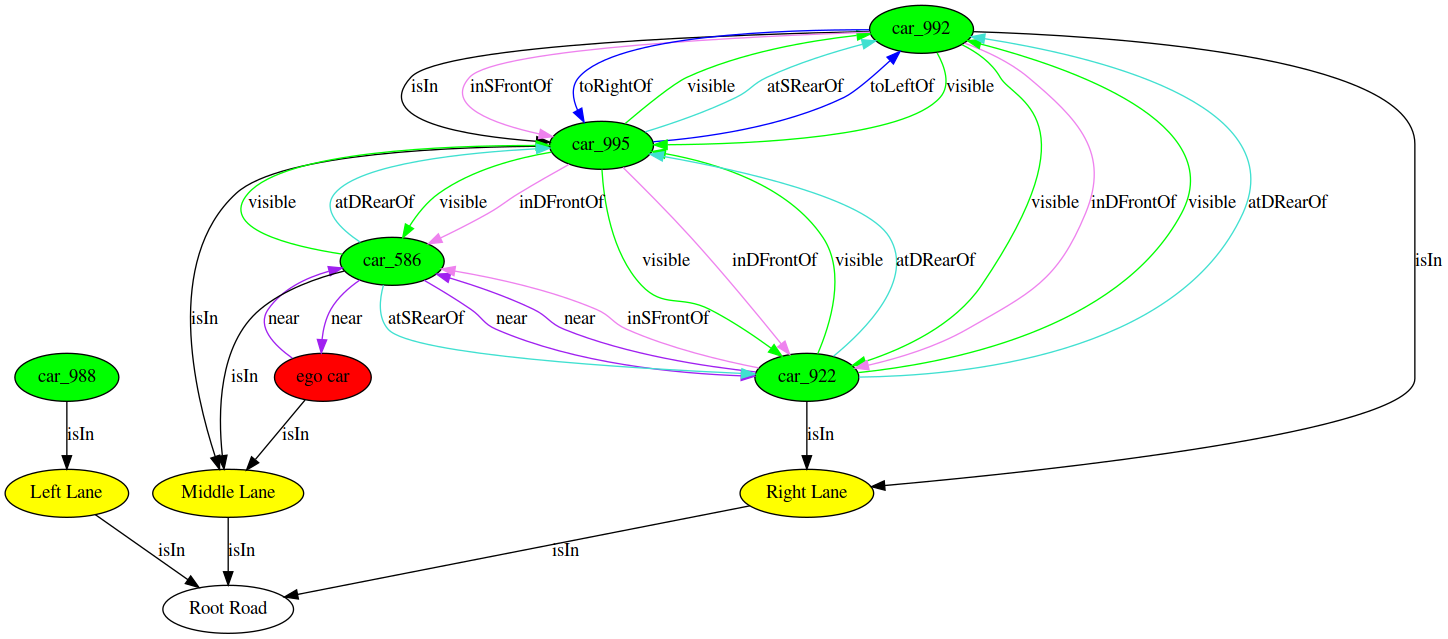 car_992
isIn
inSFrontOf
toRightOf
visible
atSRearOf
toLeftOf
visible
car_995
visible
atDRearOf
visible
inDFrontOf
visible
inDFrontOf
visible
atDRearOf
car_586
visible
inDFrontOf
visible
atDRearOf
isIn
isIn
near
near
atSRearOf
near
near
inSFrontOf
car_988
isIn
ego car
car_922
isIn
isIn
isIn
Left Lane
Middle Lane
Right Lane
isIn
isIn
isIn
Root Road